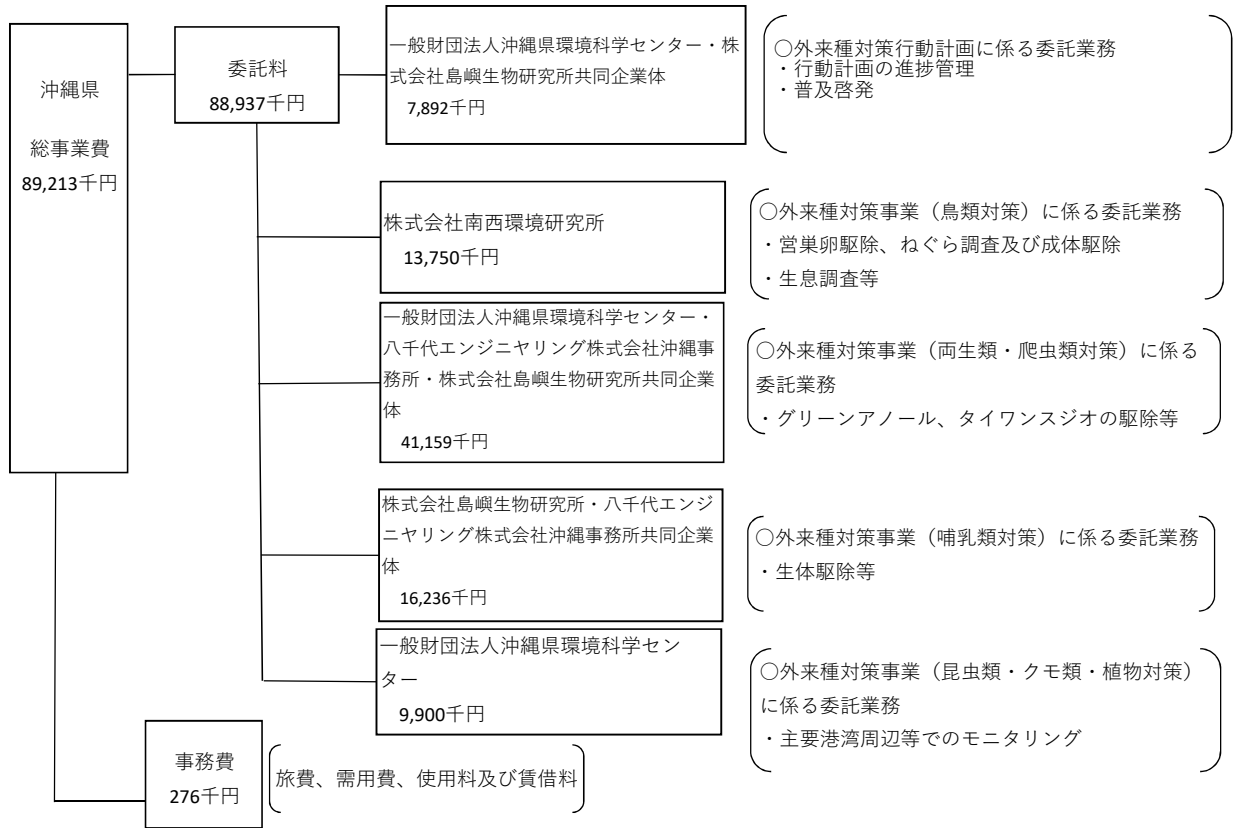 沖縄県
総事業費
89,213千円
委託料
88,937千円
一般財団法人沖縄県環境科学センター・株
式会社島嶼生物研究所共同企業体
7,892千円
○外来種対策行動計画に係る委託業務
・行動計画の進捗管理
・普及啓発
株式会社南西環境研究所
13,750千円
○外来種対策事業（鳥類対策）に係る委託業務
・営巣卵駆除、ねぐら調査及び成体駆除
・生息調査等
一般財団法人沖縄県環境科学センター・
八千代エンジニヤリング株式会社沖縄事
務所・株式会社島嶼生物研究所共同企業
体
41,159千円
○外来種対策事業（両生類・爬虫類対策）に係る
委託業務
・グリーンアノール、タイワンスジオの駆除等
株式会社島嶼生物研究所・八千代エンジ
ニヤリング株式会社沖縄事務所共同企業
体
16,236千円
○外来種対策事業（哺乳類対策）に係る委託業務
・生体駆除等
一般財団法人沖縄県環境科学セン
ター
9,900千円
○外来種対策事業（昆虫類・クモ類・植物対策）
に係る委託業務
・主要港湾周辺等でのモニタリング
事務費
276千円
旅費、需用費、使用料及び賃借料